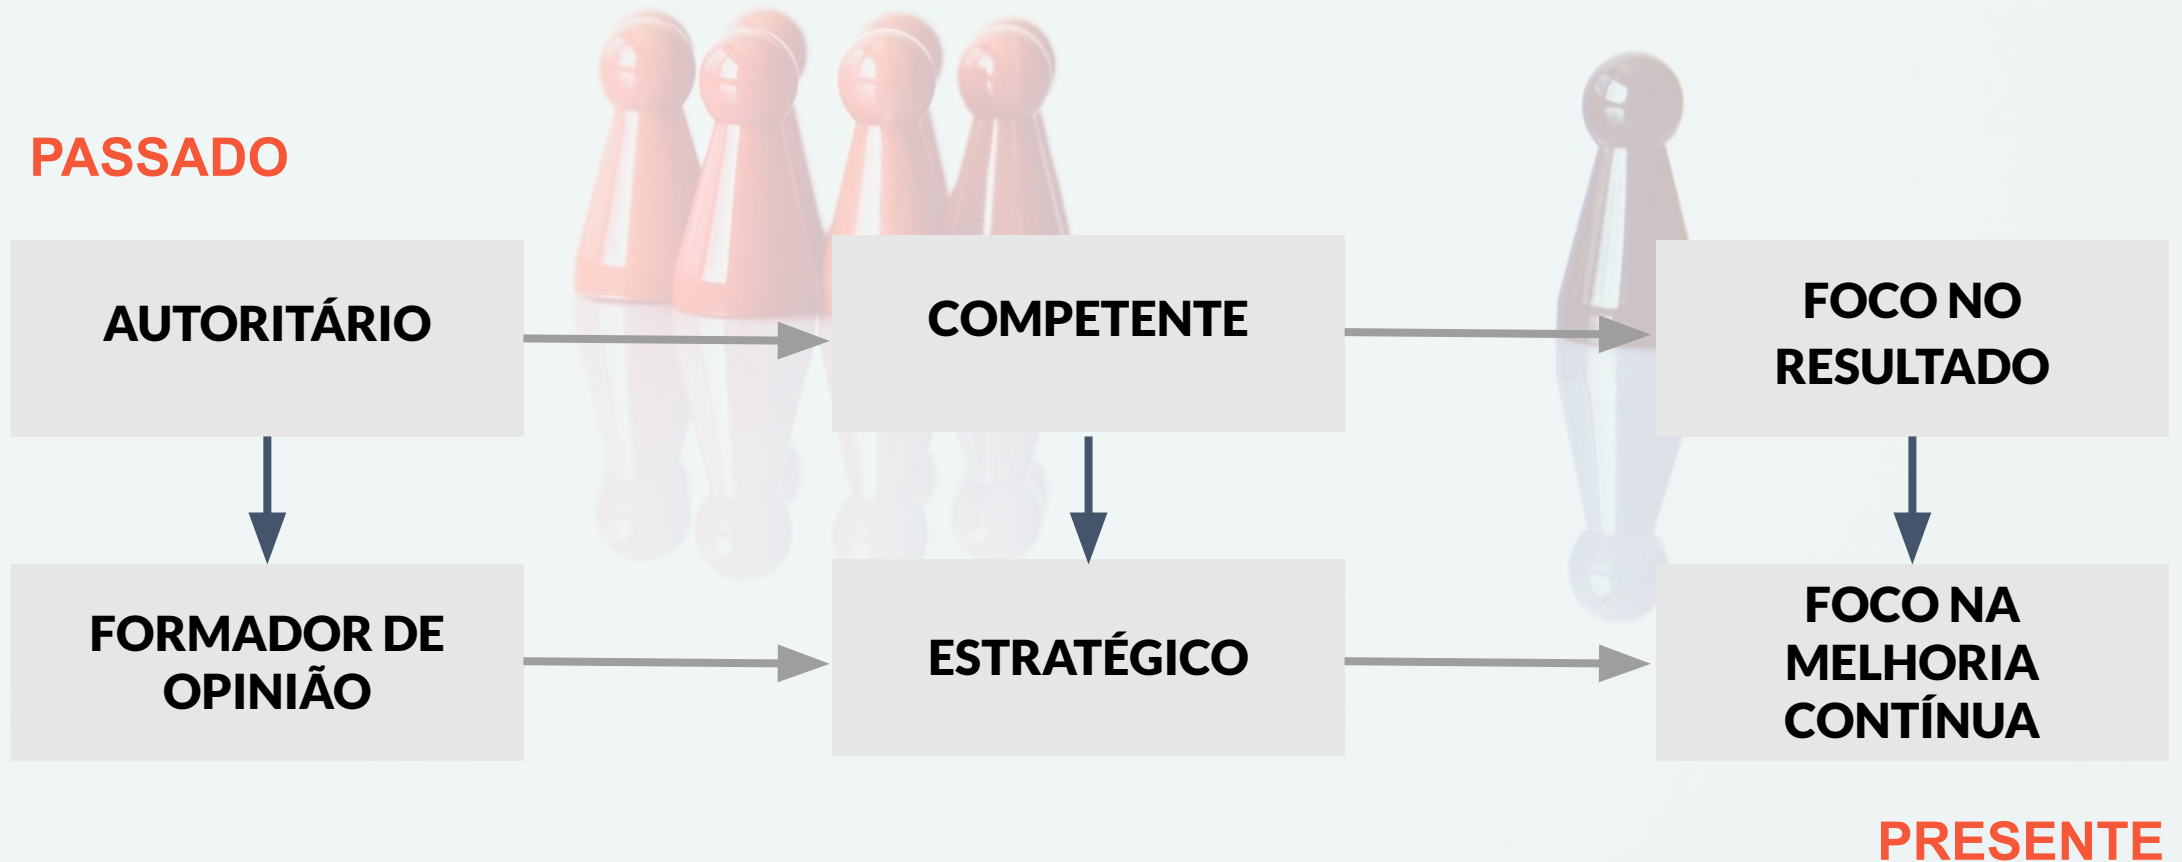 PASSADO
AUTORITÁRIO
COMPETENTE
FOCO NO
RESULTADO
FORMADOR DE
OPINIÃO
ESTRATÉGICO
FOCO NA
MELHORIA
CONTÍNUA
PRESENTE